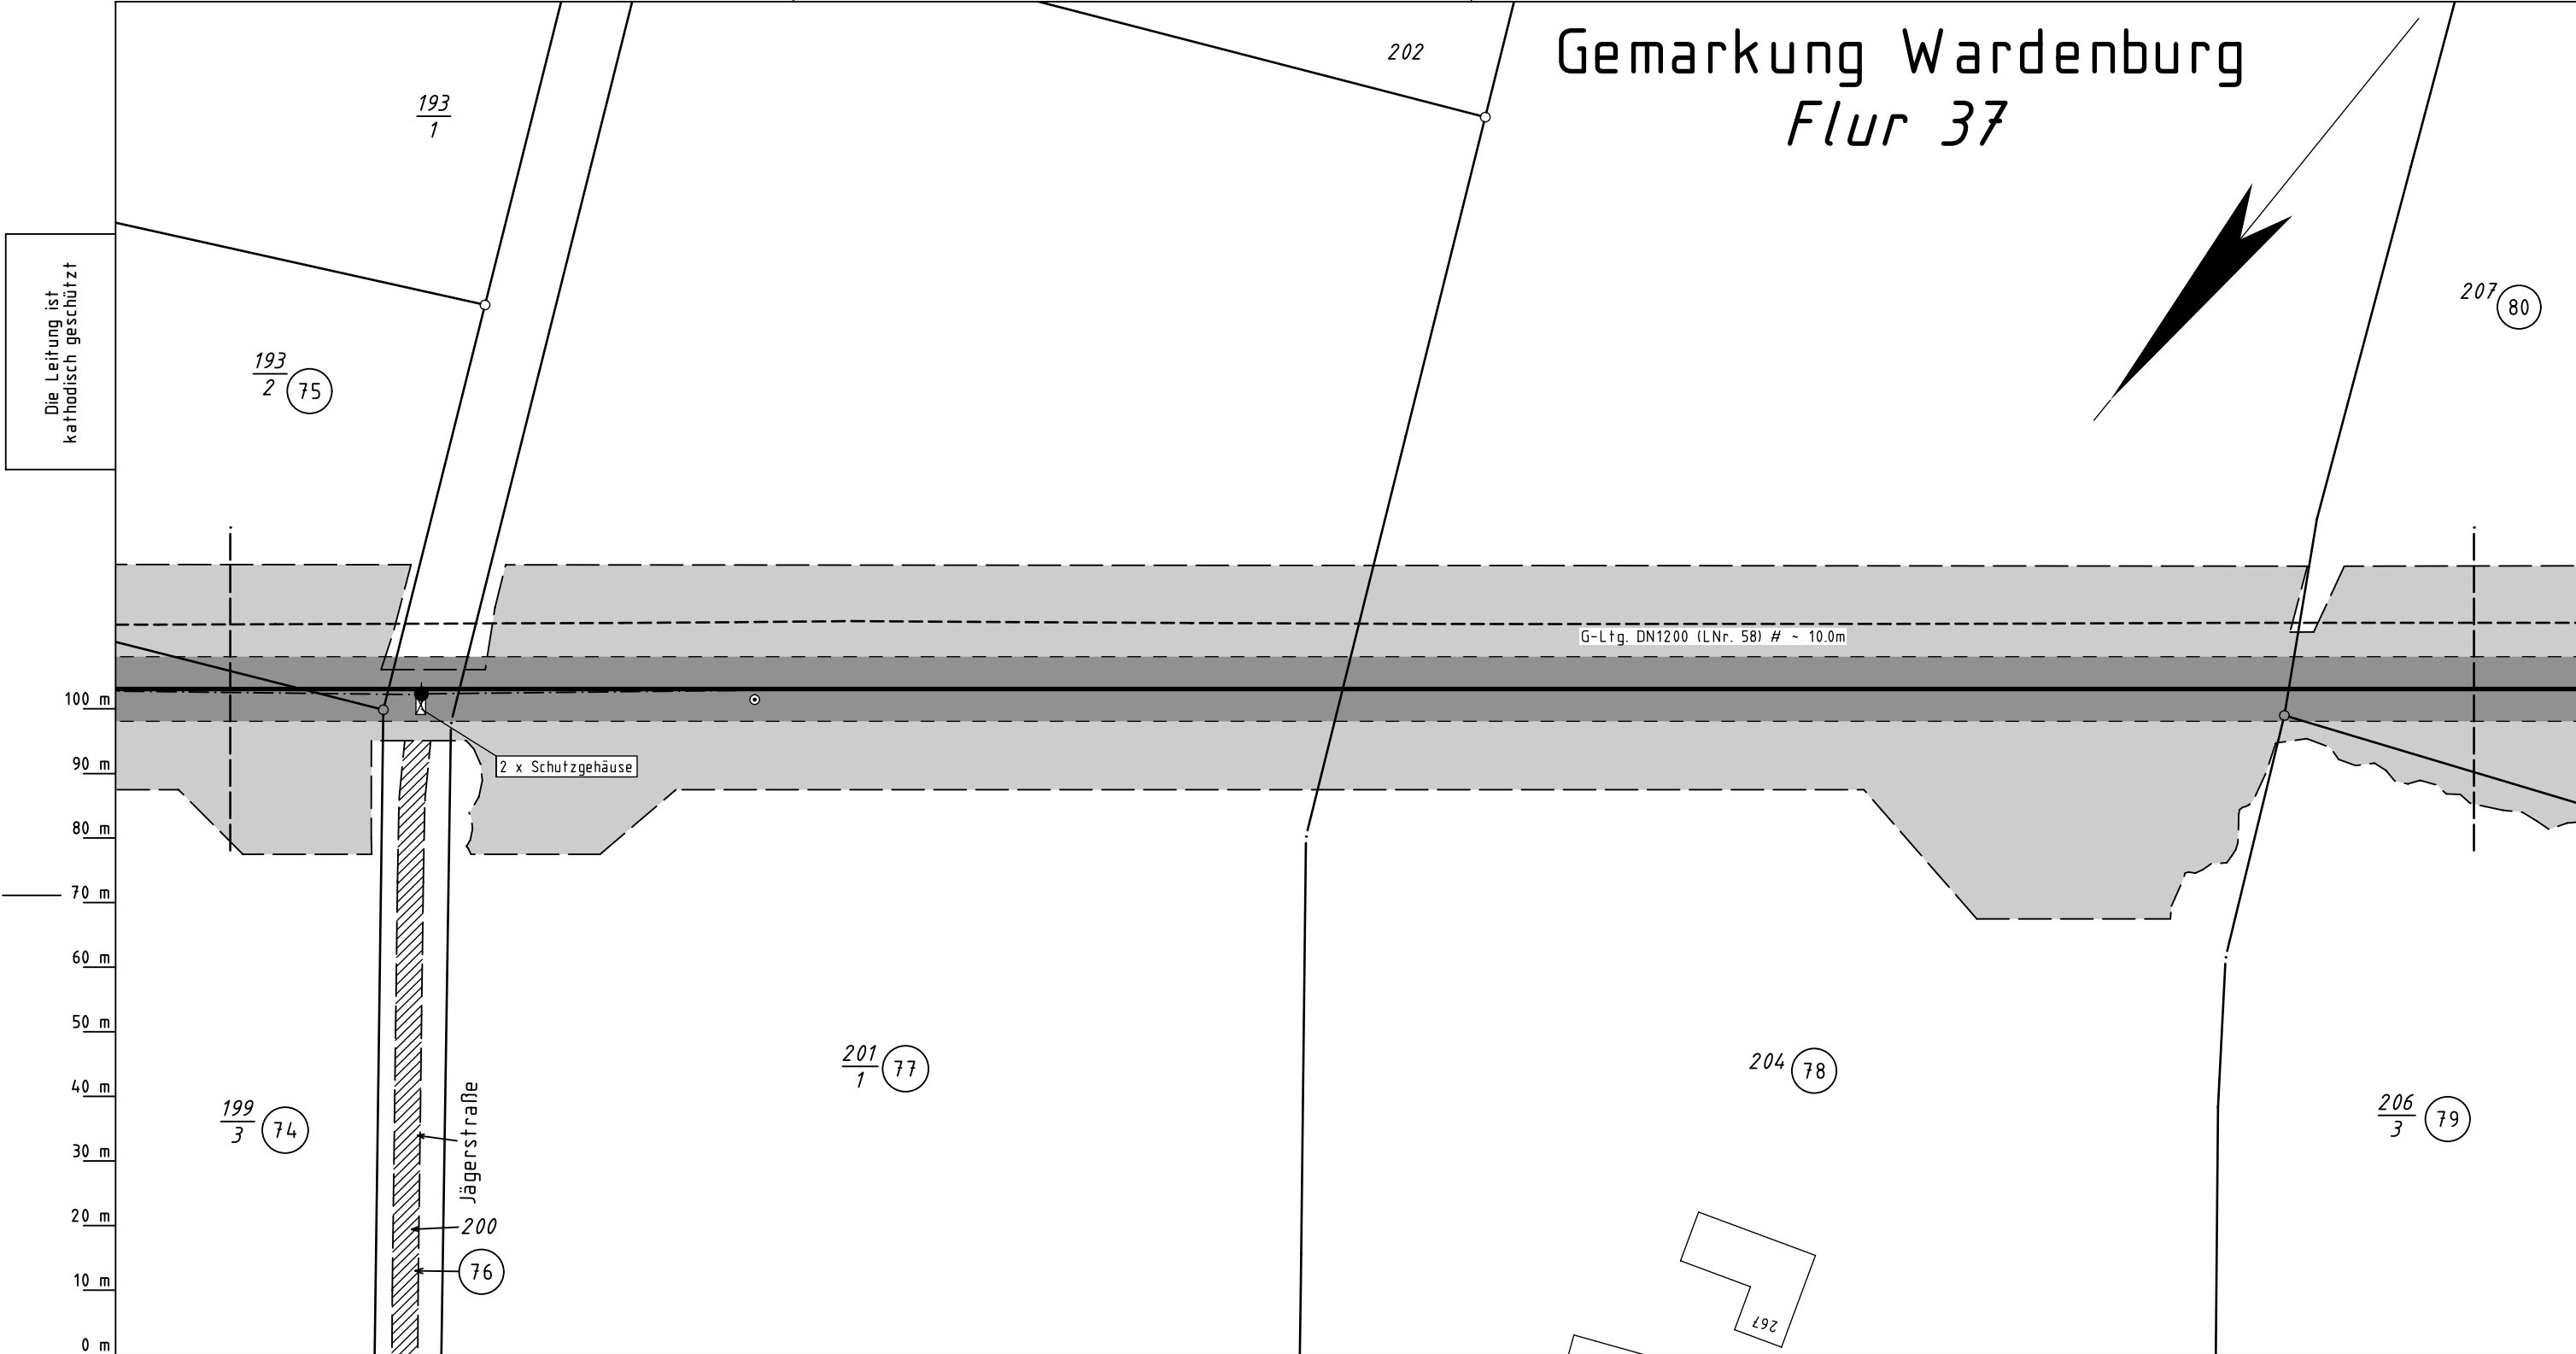 Gemarkung Wardenburg
Flur 37
202
193
1
193
2
75
207
80
Die Leitung ist
kathodisch geschützt
G-Ltg. DN1200 (LNr. 58) # ~ 10.0m
2 x Schutzgehäuse
100 m
90 m
80 m
70 m
60 m
50 m
40 m
30 m
20 m
10 m
0 m
199
3
74
Jägerstraße
200
76
201
1
77
204
78
206
3
79
267